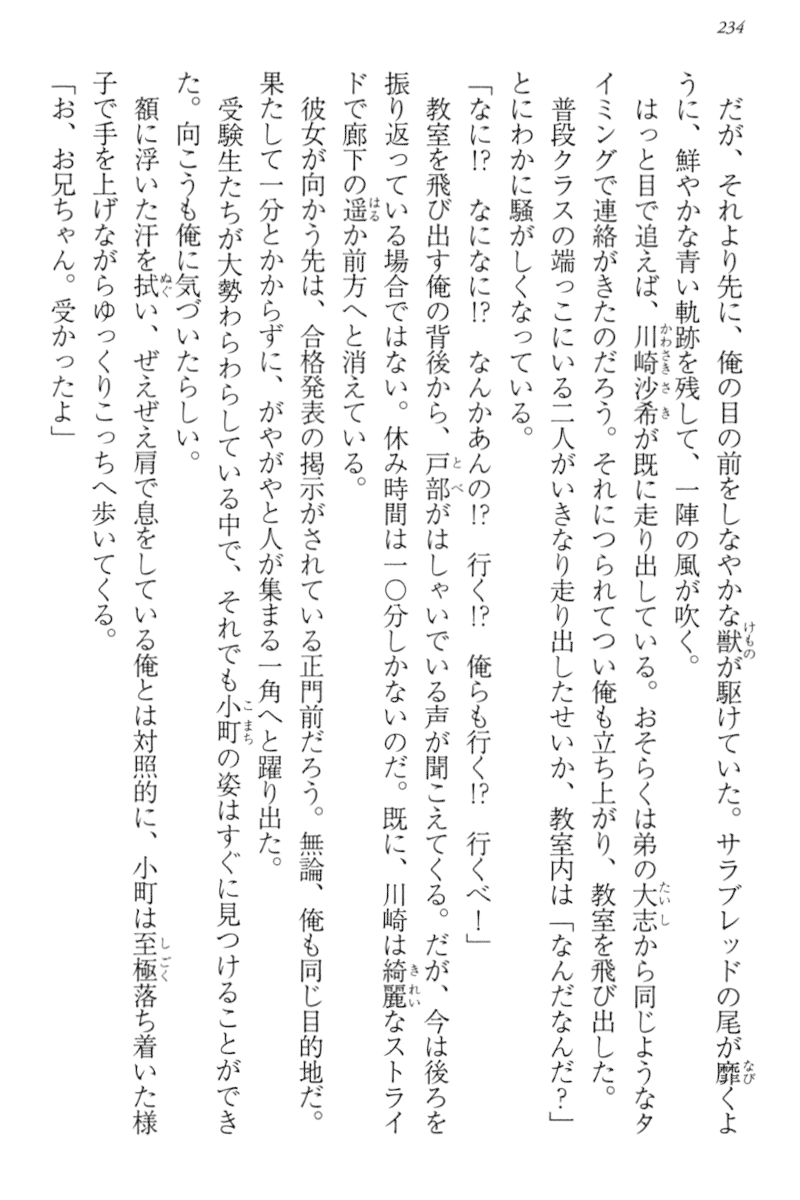 234
だが、それより先に、俺の目の前をしなやかな獣が駆けていた。サラブレッドの尾が靡くよ
うに、鮮やかな青い軌跡を残して、一陣の風が吹く。
はっと目で追えば、川崎沙希が既に走り出している。おそらくは弟の大志から同じようなタ
イミングで連絡がきたのだろう。それにつられてつい俺も立ち上がり、教室を飛び出した。
普段クラスの端っこにいる二人がいきなり走り出したせいか、教室内は「なんだなんだ？」
とにわかに騒がしくなっている。
「なに!?　なになに!?　なんかあんの!?　行く!?　俺らも行く!?　行くべ！」
教室を飛び出す俺の背後から、戸部がはしゃいでいる声が聞こえてくる。だが、今は後ろを
振り返っている場合ではない。休み時間は一〇分しかないのだ。既に、川崎は綺麗なストライ
ドで廊下の遥か前方へと消えている。
彼女が向かう先は、合格発表の掲示がされている正門前だろう。無論、俺も同じ目的地だ。
果たして一分とかからずに、がやがやと人が集まる一角へと躍り出た。
受験生たちが大勢わらわらしている中で、それでも小町の姿はすぐに見つけることができ
た。向こうも俺に気づいたらしい。
額に浮いた汗を拭い、ぜえぜえ肩で息をしている俺とは対照的に、小町は至極落ち着いた様
子で手を上げながらゆっくりこっちへ歩いてくる。
「お、お兄ちゃん。受かったよ」